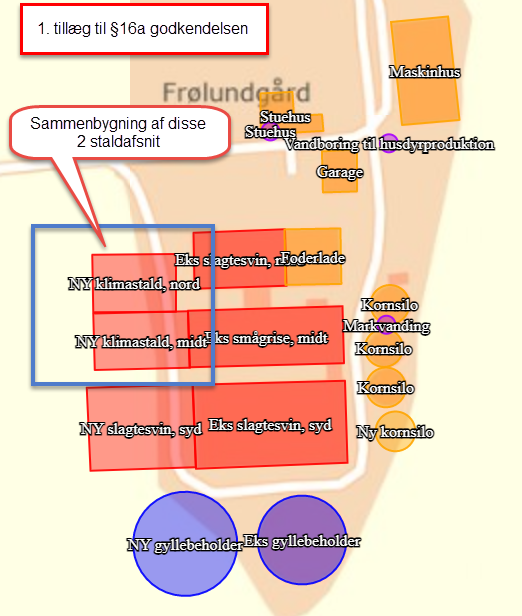 1. tillæg til §16a godkendelsen
Maskinhus
Frølundgård
Stuehus
Stuehus
Sammenbygning af disse
2 staldafsnit
Vandboring til husdyrproduktion
Garage
Eks slagtesvin,
Foderlade
NY klimastald, nord
Kornsilo
Markvanding
NY klimastald, midt
Eks smågrise, midt
Kornsilo
Kornsilo
NY slagtesvin, syd
Eks slagtesvin, syd
Ny kornsilo
NY gyllebeholder
Eks gyllebeholder